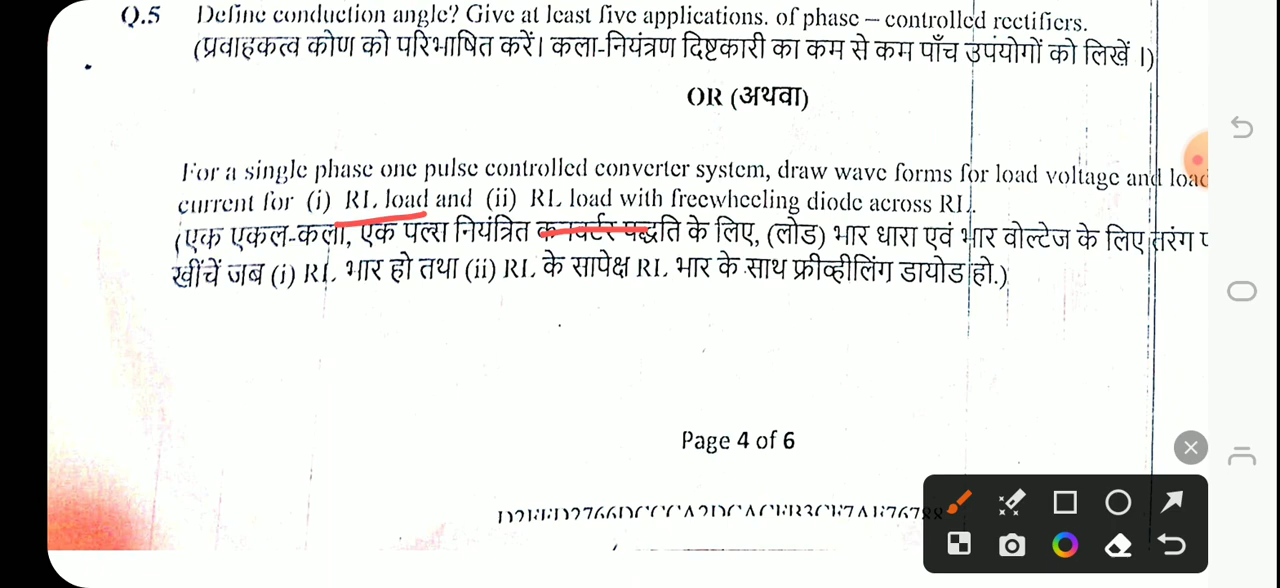 Q.5 Define conduction angle? Give at least five applications. of phase – controlled rectifiers.
(प्रवाहकत्व कोण को परिभाषित करें। कला-नियंत्रण दिष्टकारी का कम से कम पाँच उपयोगों को लिखें ।)
OR (अथवा)
For a single phase one pulse controlled converter system, draw wave forms for load voltage and load
current for (i) RL load and (ii) RL load with freewheeling diode across RL.
(एक एकल-कला, एक पल्स नियंत्रित पद्धति के लिए, (लोड) भार धारा एवं भार वोल्टेज के लिए तरंग
खींचें जब (i) RL भार हो तथा (ii) RL के सापेक्ष RL भार के साथ फ्रीव्हीलिंग डायोड हो.)
Page 4 of 6